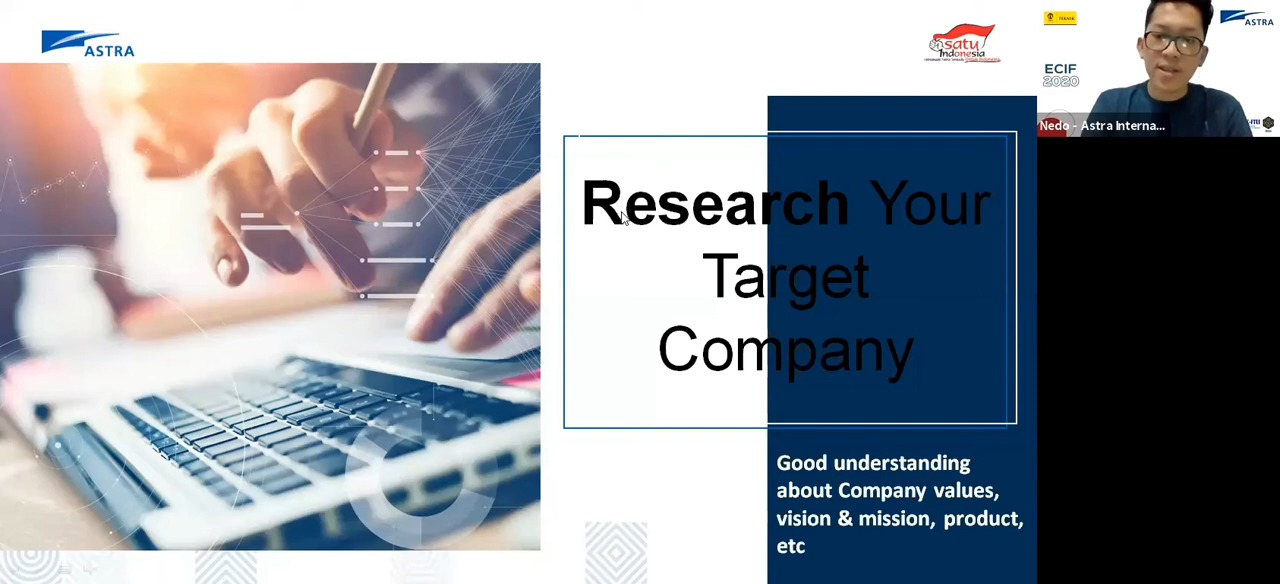 ASTRA
satu
Indonesia
Research Your
Target
Company
Good understanding
about Company values,
vision & mission, product,
etc
TEKNIK
ASTRA
ECIF
2020
Nedo - Astra Interna...